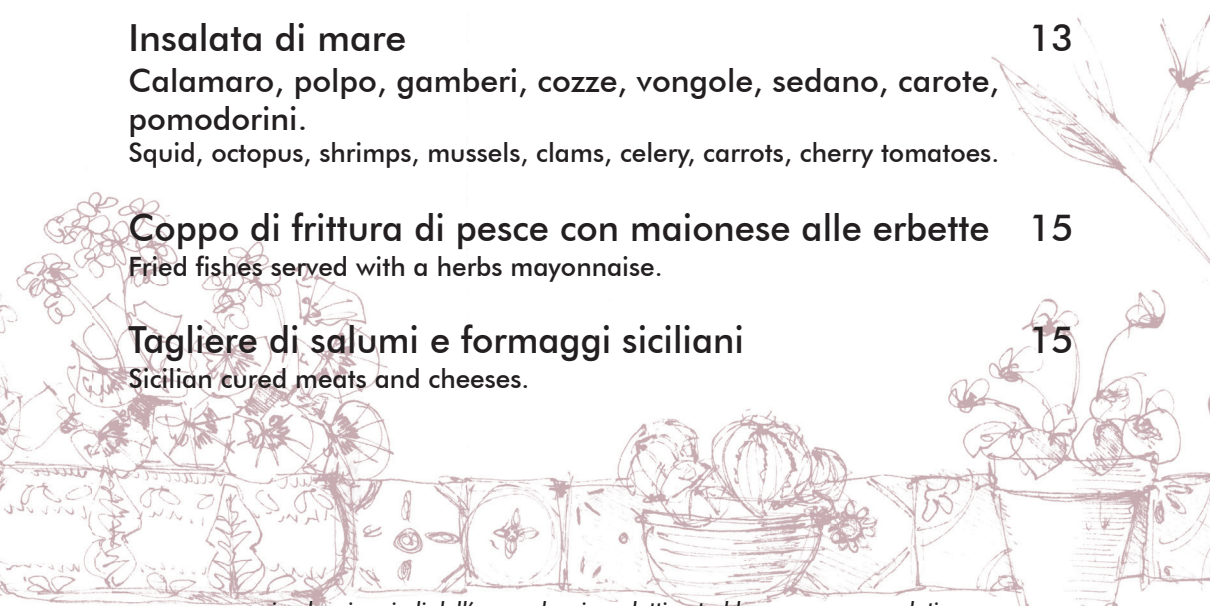 Insalata di mare 13
Calamaro, polpo, gamberi, cozze, vongole, sedano, carote,
pomodorini.
Squid, octopus, shrimps, mussels, clams, celery, carrots, cherry tomatoes.
Coppo di frittura di pesce con maionese alle erbette 15
Fried fishes served with a herbs mayonnaise.
Tagliere di salumi e formaggi siciliani 15
Sicilian cured meats and cheeses.